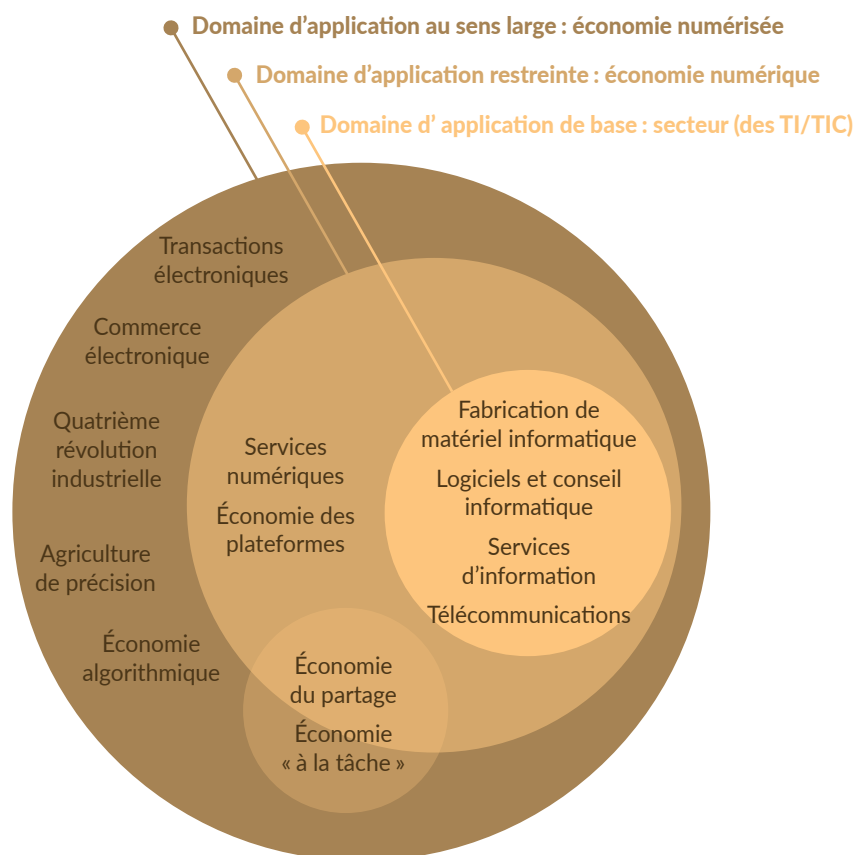 Domaine d’application au sens large : économie numérisée
Domaine d’application restreinte : économie numérique
Domaine d’ application de base : secteur (des TI/TIC)
Transactions
électroniques
Commerce
électronique
Quatrième
révolution
industrielle
Agriculture
de précision
Économie
algorithmique
Services
numériques
Économie des
plateformes
Économie
du partage
Économie
« à la tâche »
Fabrication de
matériel informatique
Logiciels et conseil
informatique
Services
d’information
Télécommunications